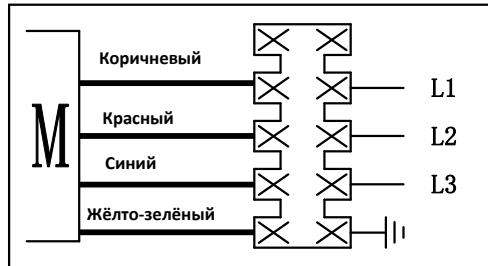 Коричневый
L1
Красный
L2
M
Синий
L3
Жёлто-зелёный